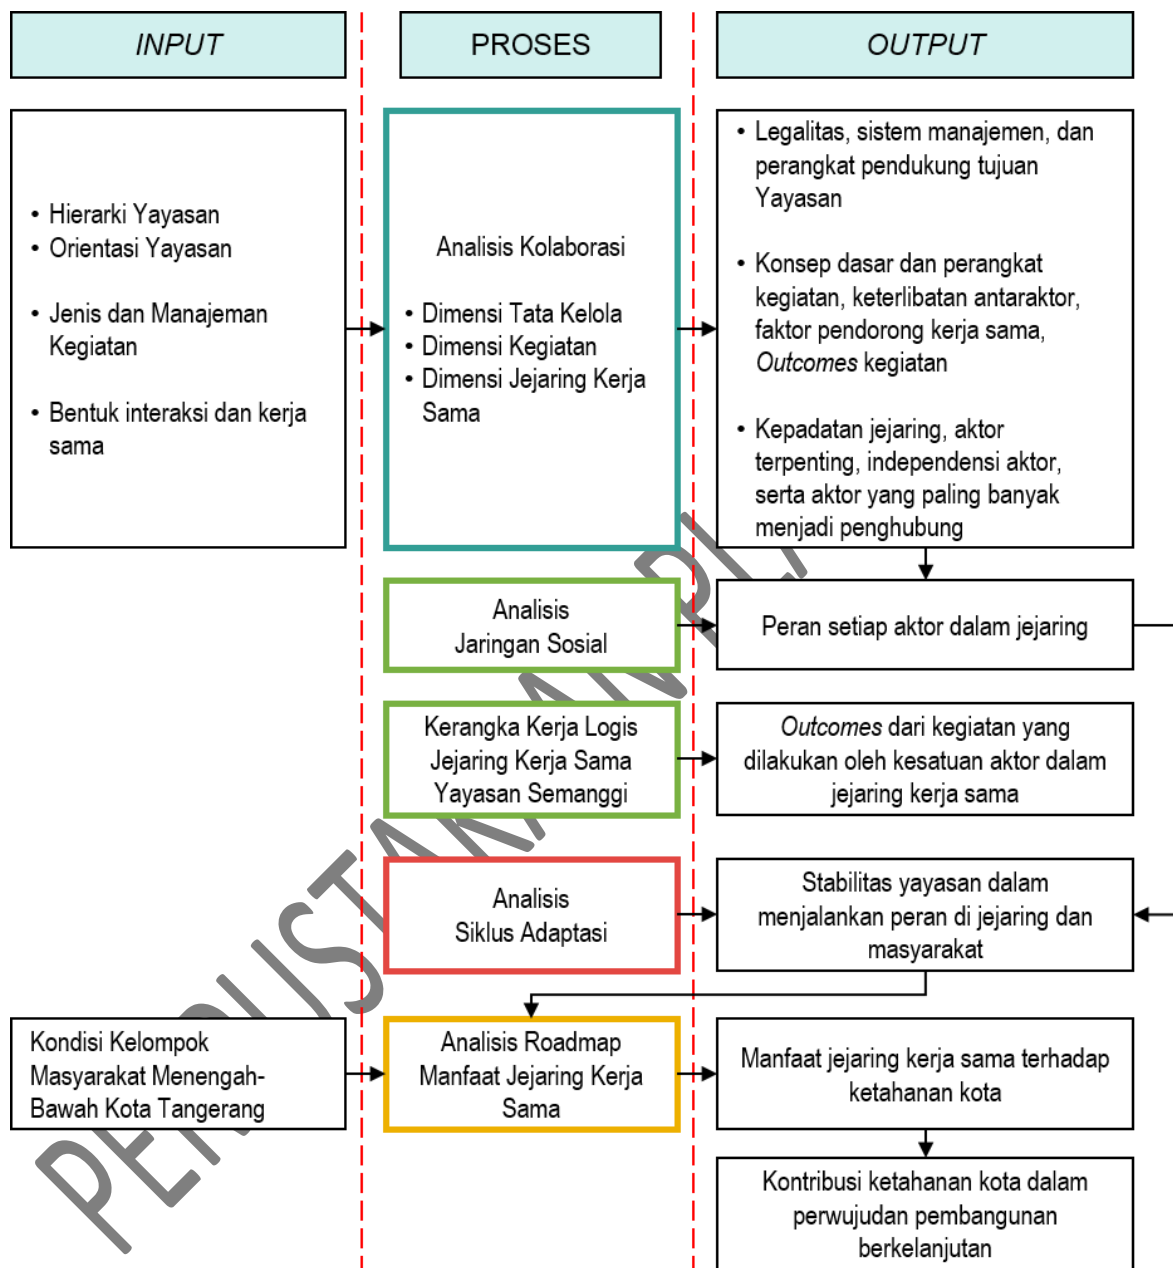 INPUT
PROSES
OUTPUT
• Hierarki Yayasan
• Orientasi Yayasan
• Jenis dan Manajeman
Kegiatan
• Bentuk interaksi dan kerja
sama
Analisis Kolaborasi
• Dimensi Tata Kelola
• Dimensi Kegiatan
• Dimensi Jejaring Kerja
Sama
• Legalitas, sistem manajemen, dan
perangkat pendukung tujuan
Yayasan
• Konsep dasar dan perangkat
kegiatan, keterlibatan antaraktor,
faktor pendorong kerja sama,
Outcomes kegiatan
• Kepadatan jejaring, aktor
terpenting, independensi aktor,
serta aktor yang paling banyak
menjadi penghubung
Analisis
Jaringan Sosial
Peran setiap aktor dalam jejaring
Kerangka Kerja Logis
Jejaring Kerja Sama
Yayasan Semanggi
Outcomes dari kegiatan yang
dilakukan oleh kesatuan aktor dalam
jejaring kerja sama
Analisis
Siklus Adaptasi
Stabilitas yayasan dalam
menjalankan peran di jejaring dan
masyarakat
Kondisi Kelompok
Masyarakat Menengah-
Bawah Kota Tangerang
Analisis Roadmap
Manfaat Jejaring Kerja
Sama
Manfaat jejaring kerja sama terhadap
ketahanan kota
Kontribusi ketahanan kota dalam
perwujudan pembangunan
berkelanjutan